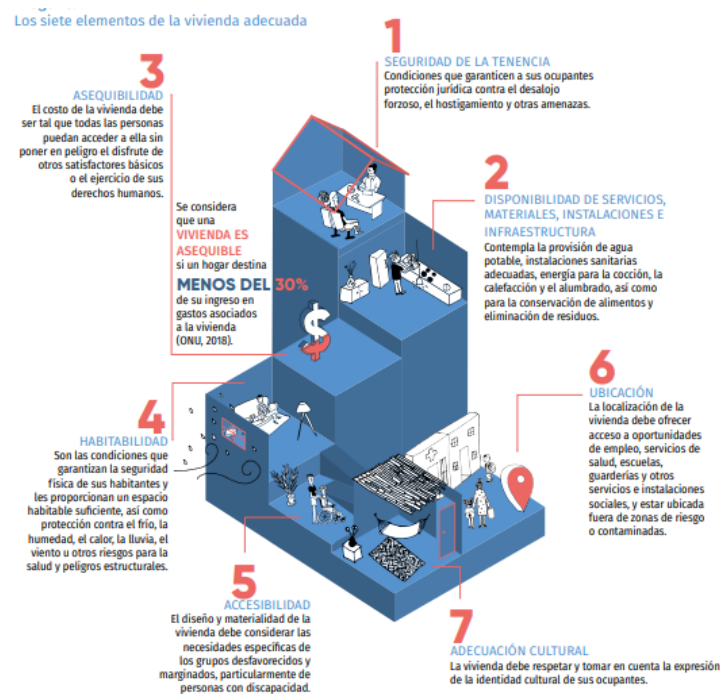 Los siete elementos de la vivienda adecuada
1
SEGURIDAD DE LA TENENCIA
Condiciones que garanticen a sus ocupantes
protección jurídica contra el desalojo
forzoso, el hostigamiento y otras amenazas.
2
DISPONIBILIDAD DE SERVICIOS,
MATERIALES, INSTALACIONES E
INFRAESTRUCTURA
Contempla la provisión de agua
potable, instalaciones sanitarias
adecuadas, energía para la cocción, la
calefacción y el alumbrado, así como
para la conservación de alimentos y
eliminación de residuos.
3
ASEQUIBILIDAD
El costo de la vivienda debe
ser tal que todas las personas
puedan acceder a ella sin
poner en peligro el disfrute de
otros satisfactores básicos
o el ejercicio de sus
derechos humanos.
Se considera
que una
VIVIENDA ES
ASEQUIBLE
si un hogar destina
MENOS DEL 30%
de su ingreso en
gastos asociados
a la vivienda
(ONU, 2018).
$
4
HABITABILIDAD
Son las condiciones que
garantizan la seguridad
física de sus habitantes y
les proporcionan un espacio
habitable suficiente, así como
protección contra el frío, la
humedad, el calor, la lluvia, el
viento u otros riesgos para la
salud y peligros estructurales.
5
ACCESIBILIDAD
El diseño y materialidad de la
vivienda debe considerar las
necesidades específicas de
los grupos desfavorecidos y
marginados, particularmente de
personas con discapacidad.
6
UBICACIÓN
La localización de la
vivienda debe ofrecer
acceso a oportunidades
de empleo, servicios de
salud, escuelas,
guarderías y otros
servicios e instalaciones
sociales, y estar ubicada
fuera de zonas de riesgo
o contaminadas.
7
ADECUACIÓN CULTURAL
La vivienda debe respetar y tomar en cuenta la expresión
de la identidad cultural de sus ocupantes.